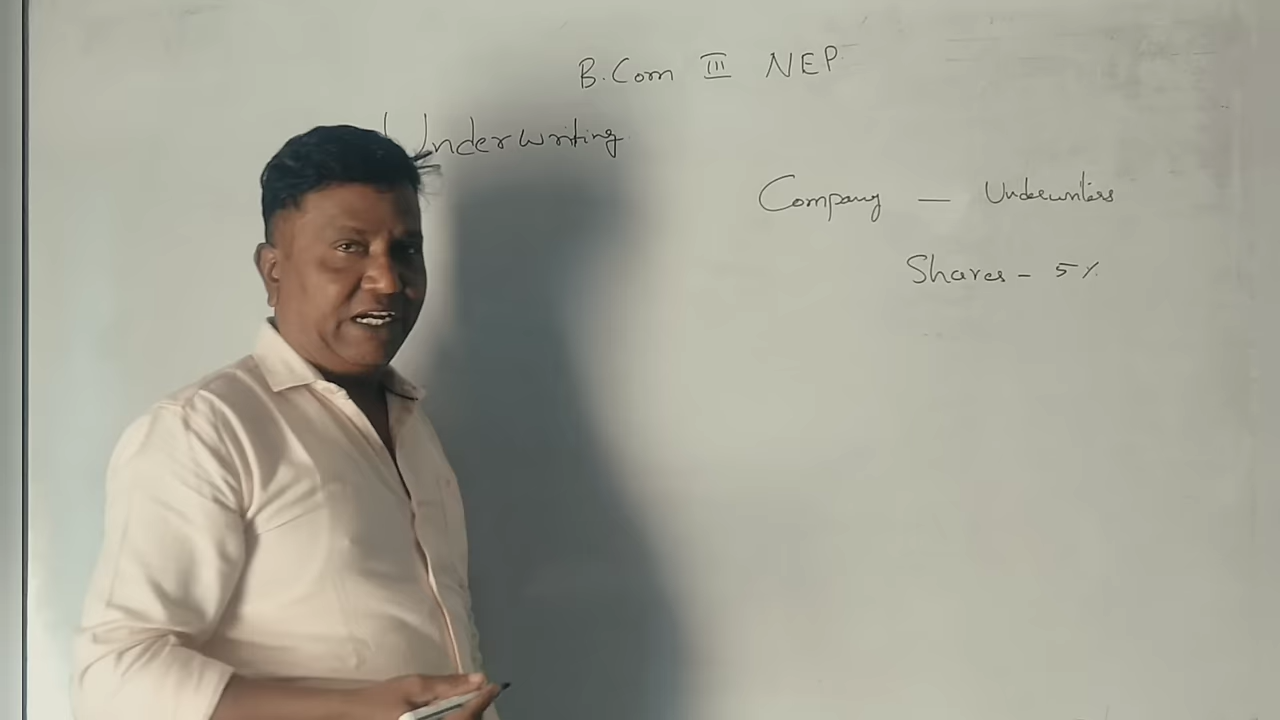 B.Com III NEP
Underwriting
Company — Underwriters
Shares - 5%